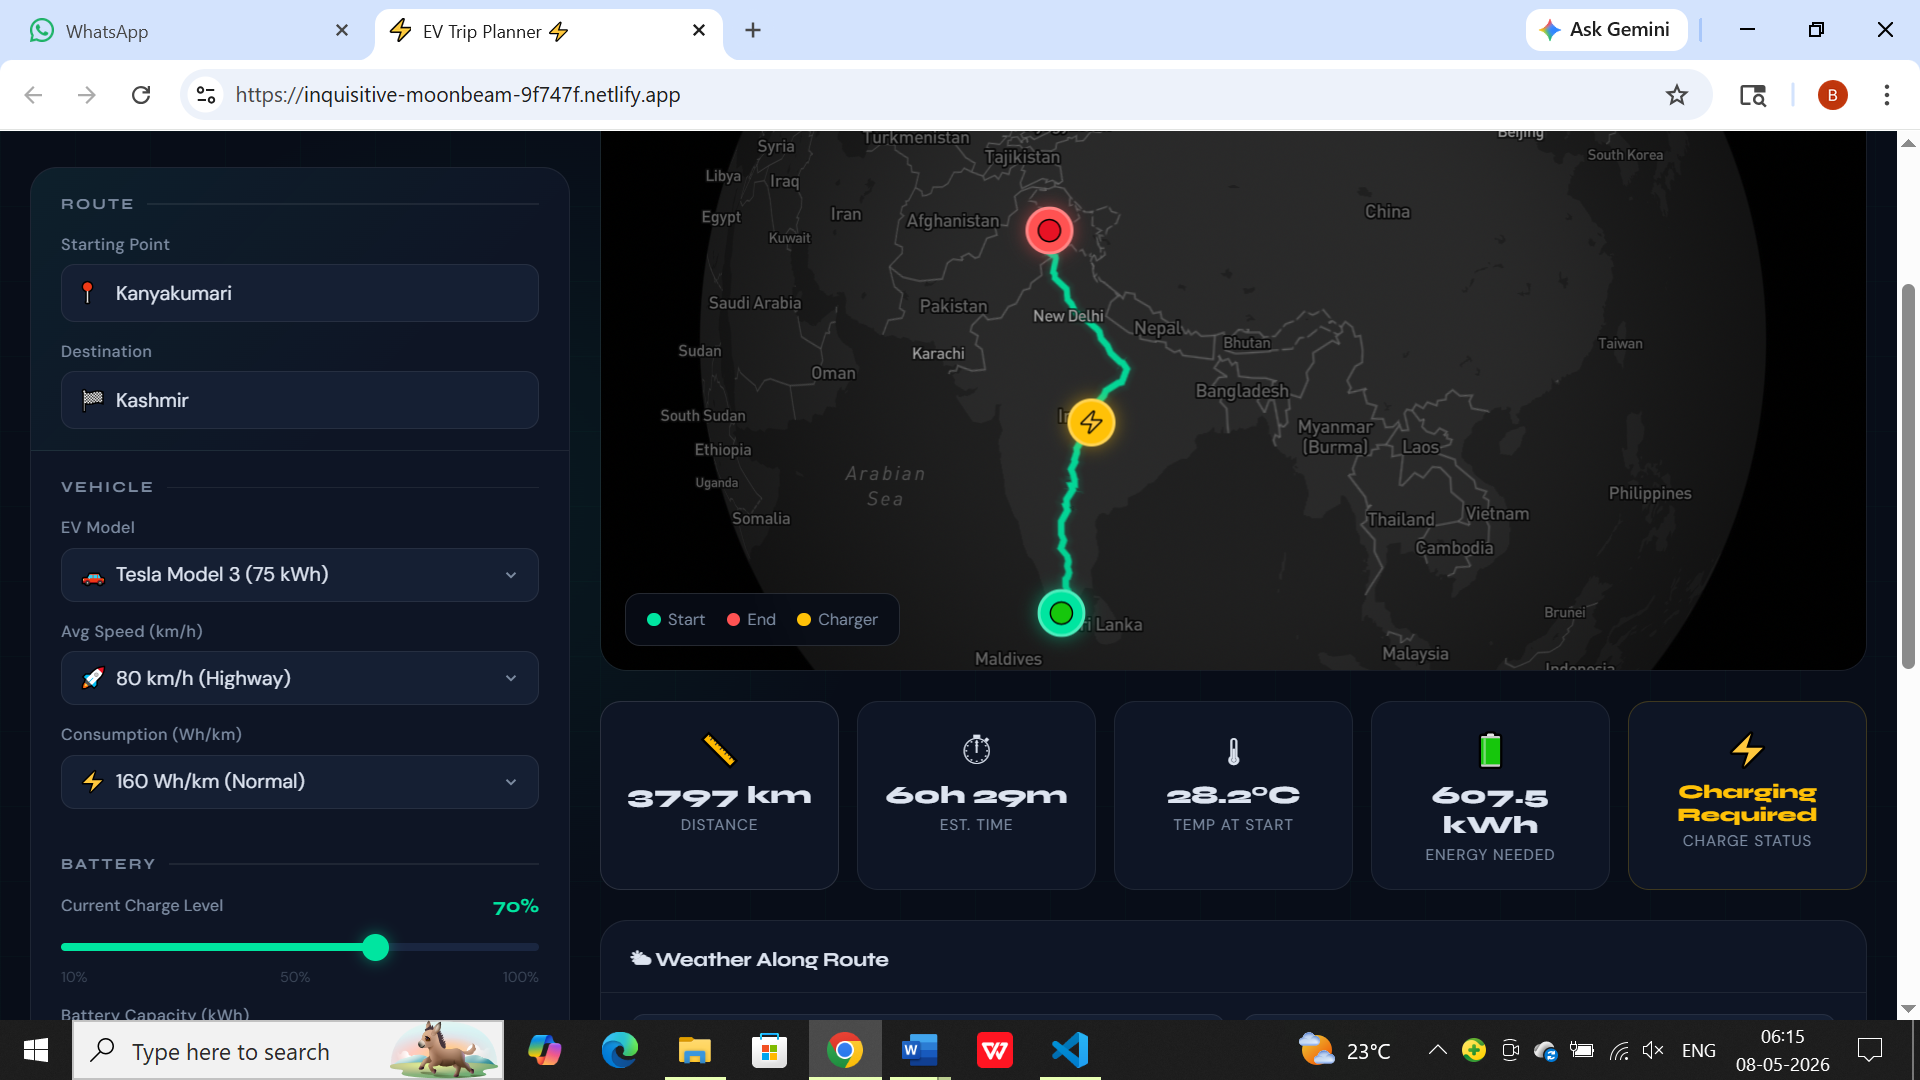 WhatsApp
EV Trip Planner
Ask Gemini
https://inquisitive-moonbeam-9f747f.netlify.app
B
ROUTE
Starting Point
Kanyakumari
Destination
Kashmir
VEHICLE
EV Model
Tesla Model 3 (75 kWh)
Avg Speed (km/h)
80 km/h (Highway)
Consumption (Wh/km)
160 Wh/km (Normal)
BATTERY
Current Charge Level
70%
10%
50%
100%
Battery Capacity (kWh)
Turkmenistan
Beijing
Syria
Tajikistan
South Korea
Libya
Iraq
Egypt
Iran
Afghanistan
China
Kuwait
Saudi Arabia
Pakistan
New Delhi
Nepal
Bhutan
Taiwan
Sudan
Karachi
Oman
Bangladesh
South Sudan
Myanmar
(Burma)
Laos
Ethiopia
Arabian
Sea
Uganda
Philippines
Somalia
Thailand
Vietnam
Cambodia
Brunei
Lanka
Maldives
Malaysia
Indonesia
Start
End
Charger
3797 km
DISTANCE
60h 29m
EST. TIME
28.2°C
TEMP AT START
607.5
kWh
ENERGY NEEDED
Charging
Required
CHARGE STATUS
Weather Along Route
Type here to search
W
W
23°C
ENG
06:15
08-05-2026